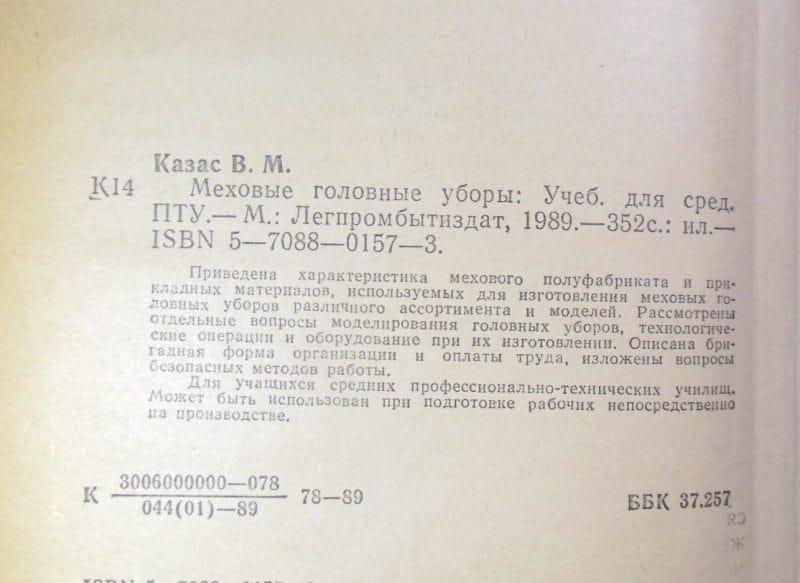 Казас В. М.
К14 Меховые головные уборы: Учеб. для сред.
ПТУ.— М.: Легпромбытиздат, 1989.—352с.: ил.—
ISBN 5—7088—0157—3.
Приведена характеристика мехового полуфабриката и при-
кладных материалов, используемых для изготовления меховых го-
ловных уборов различного ассортимента и моделей. Рассмотрены
отдельные вопросы моделирования головных уборов, технологиче-
ские операции и оборудование при их изготовлении. Описана бри-
гадная форма организации и оплаты труда, изложены вопросы
безопасных методов работы.
Для учащихся средних профессионально-технических училищ.
Может быть использован при подготовке рабочих непосредственно
на производстве.
К 3006000000—078 78—89
044(01)—89
ББК 37.257